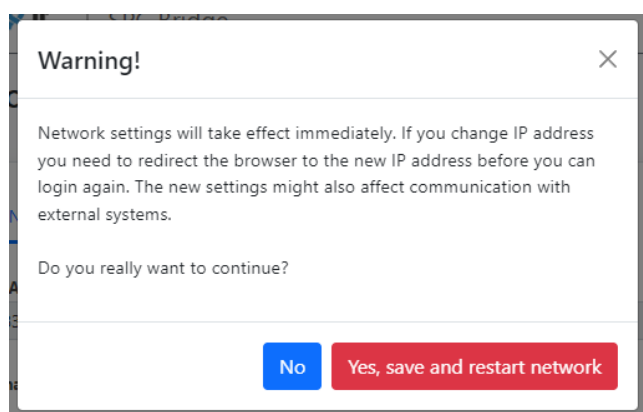 SPC Bridge
Warning!
Network settings will take effect immediately. If you change IP address
you need to redirect the browser to the new IP address before you can
login again. The new settings might also affect communication with
external systems.
Do you really want to continue?
No
Yes, save and restart network